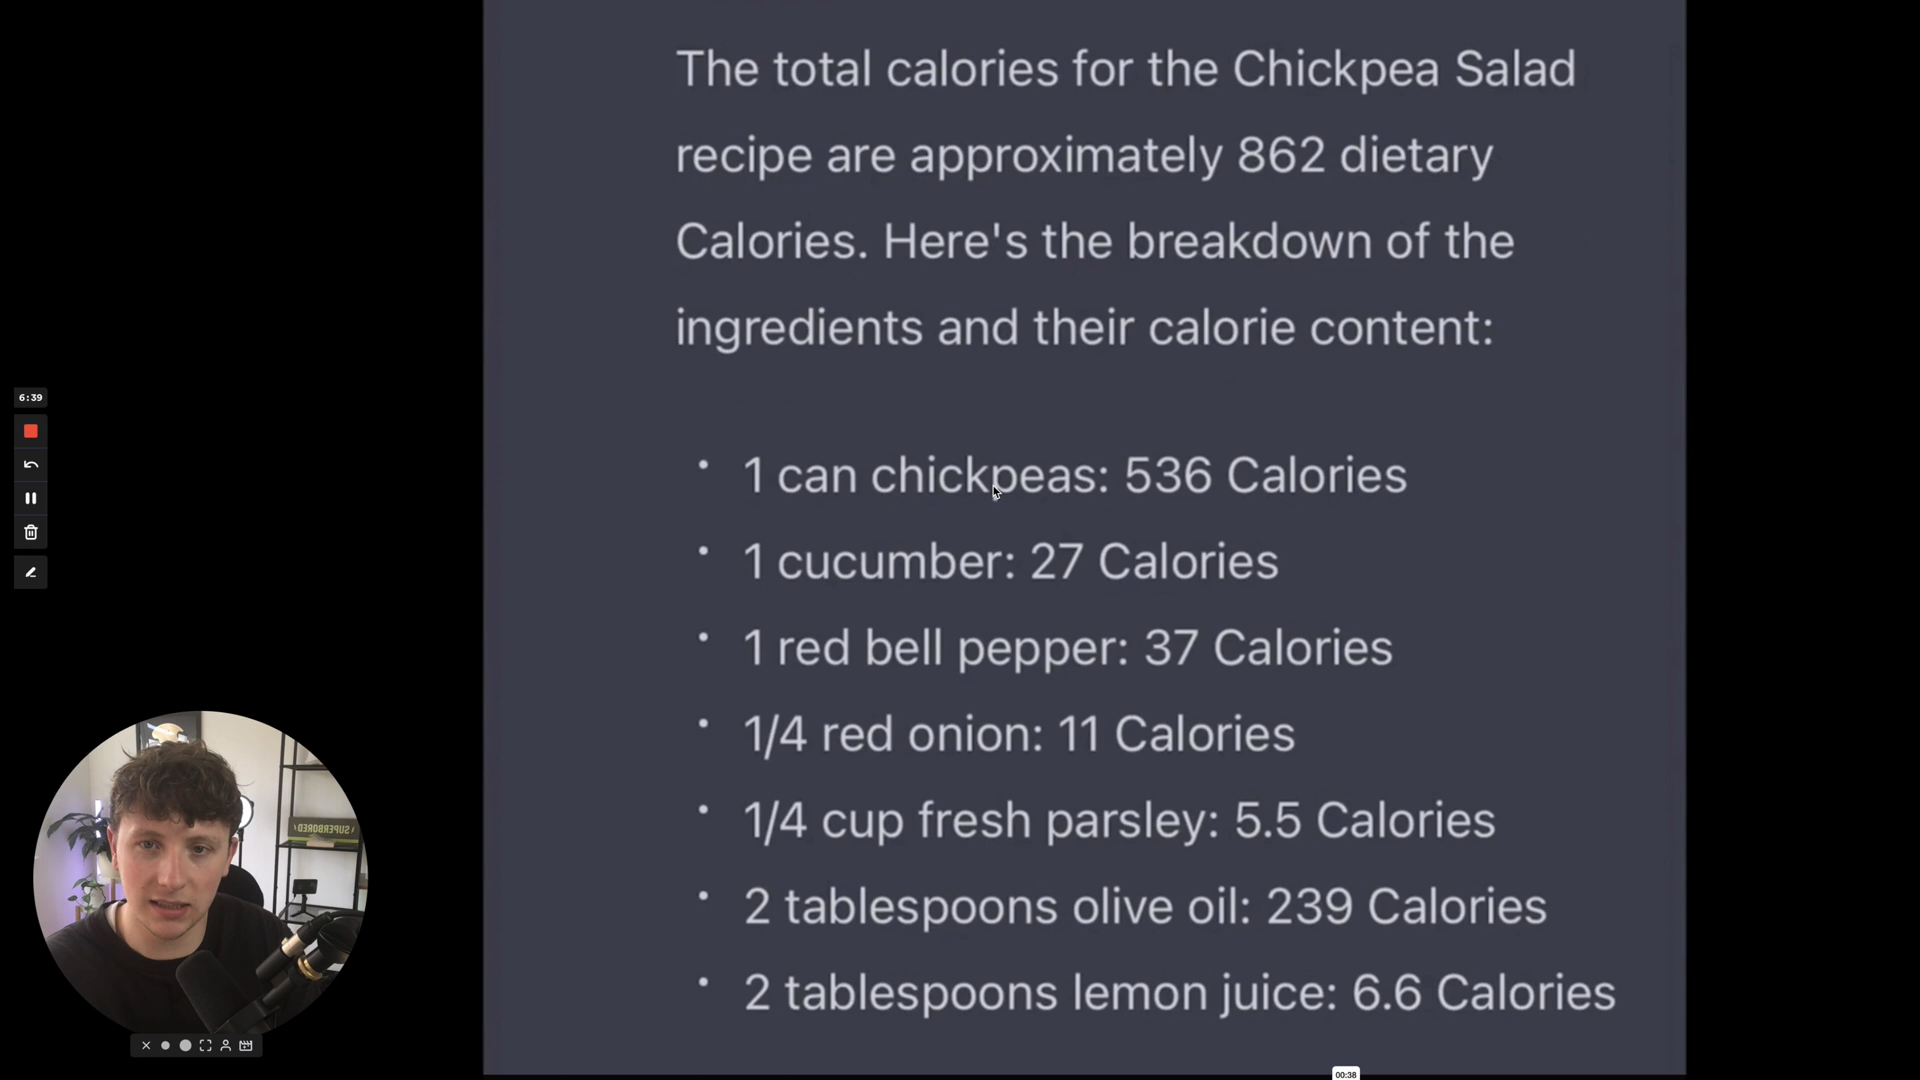 The total calories for the Chickpea Salad
recipe are approximately 862 dietary
Calories. Here's the breakdown of the
ingredients and their calorie content:
• 1 can chickpeas: 536 Calories
• 1 cucumber: 27 Calories
• 1 red bell pepper: 37 Calories
• 1/4 red onion: 11 Calories
• 1/4 cup fresh parsley: 5.5 Calories
• 2 tablespoons olive oil: 239 Calories
• 2 tablespoons lemon juice: 6.6 Calories
6:39
SUPERBORED
00:38